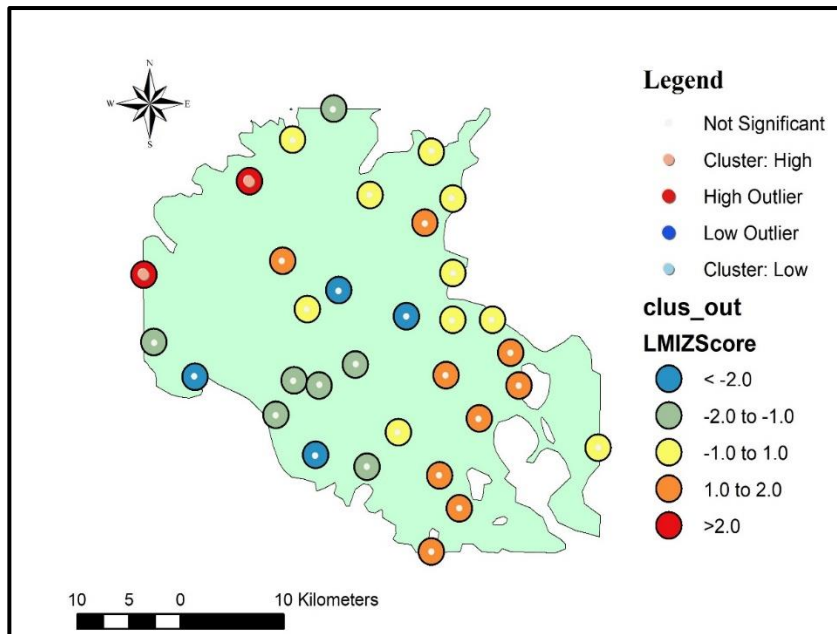 N
W
E
S
Legend
Not Significant
Cluster: High
High Outlier
Low Outlier
Cluster: Low
clus_out
LMIZScore
< -2.0
-2.0 to -1.0
-1.0 to 1.0
1.0 to 2.0
>2.0
10 5 0 10 Kilometers